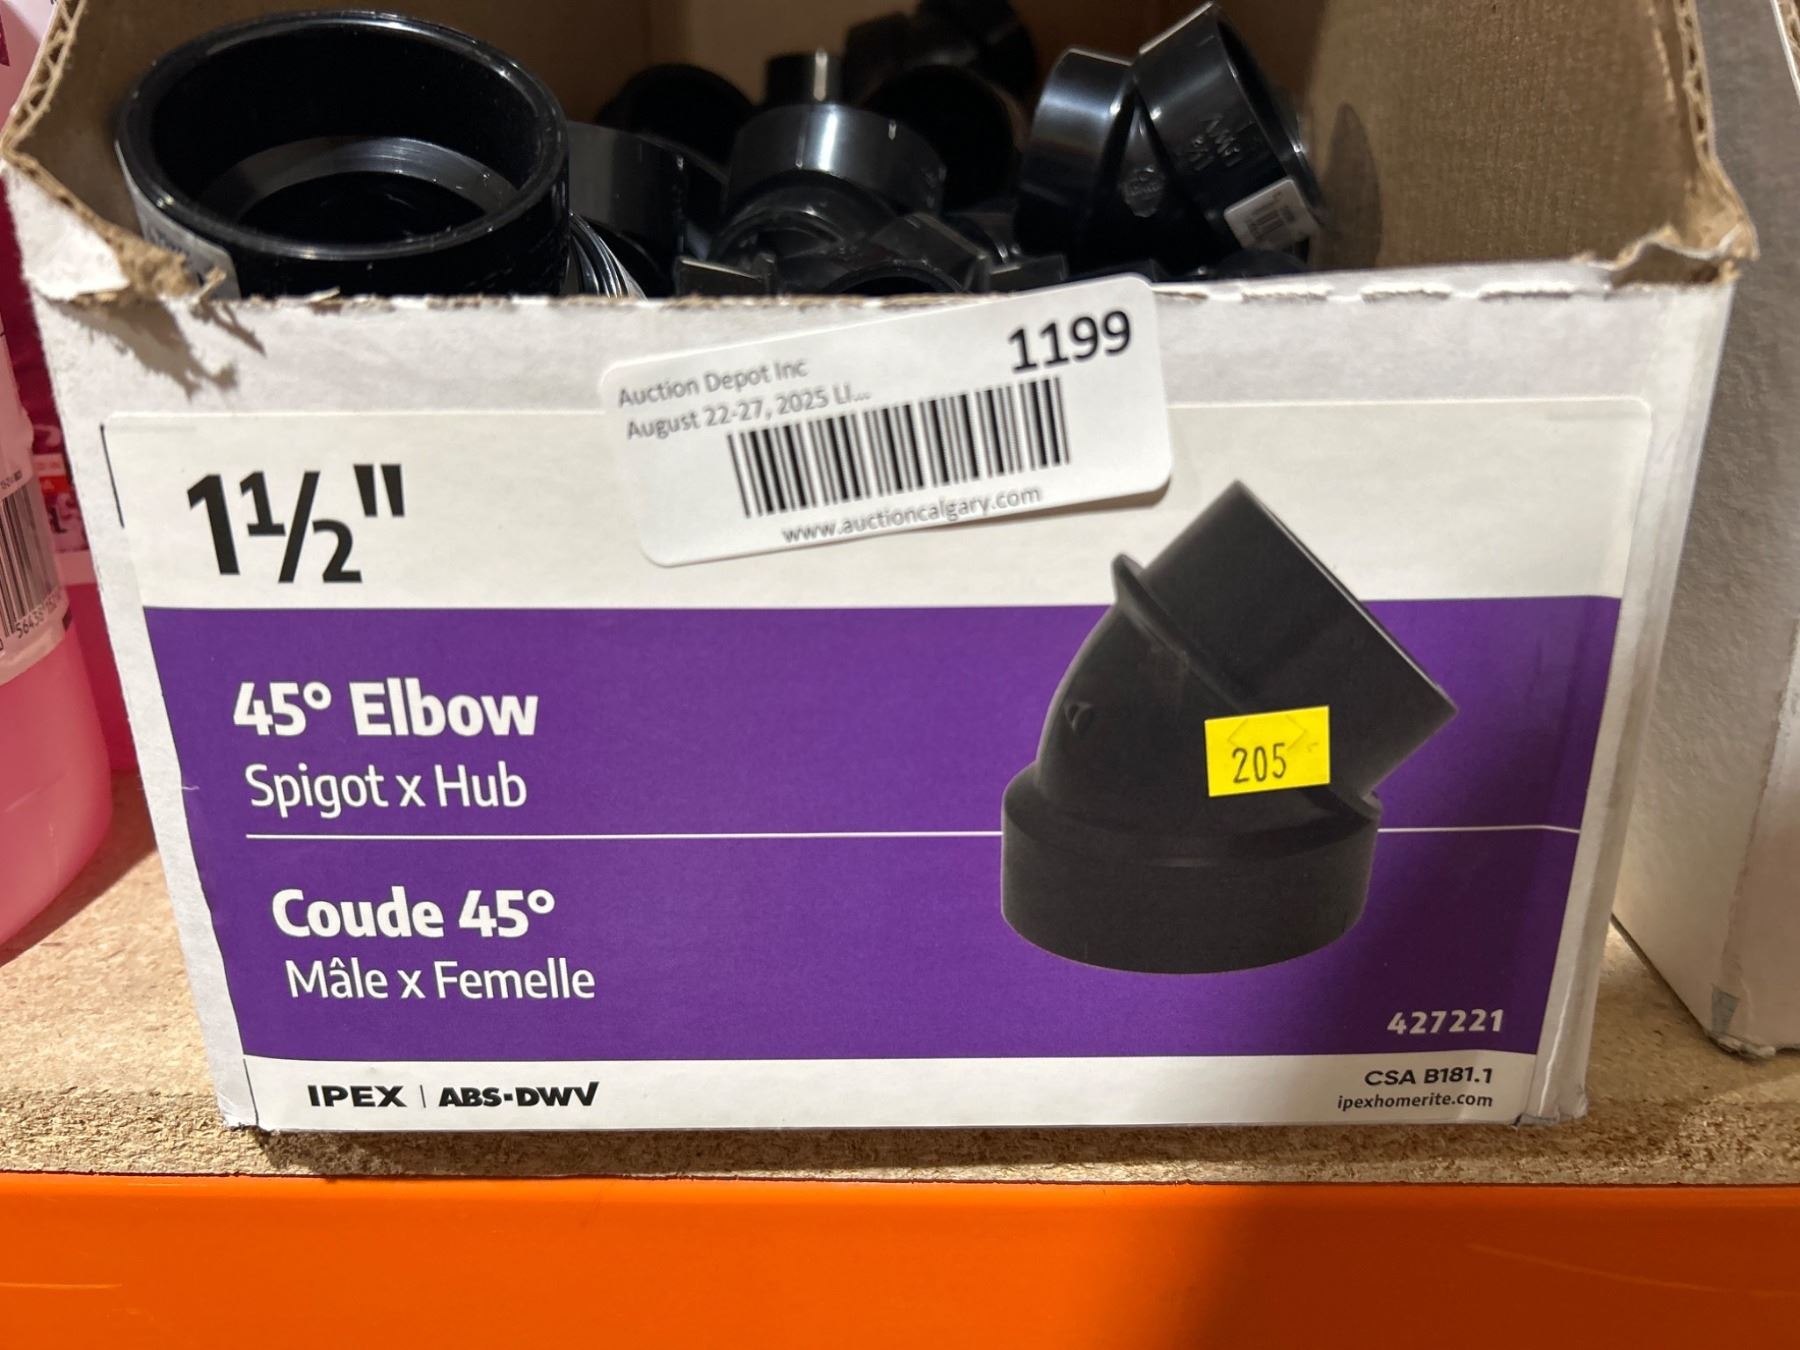 1199
Auction Depot Inc
August 22-27, 2025 LI...
www.auctioncalgary.com
1½"
45° Elbow
Spigot x Hub
205
Coude 45°
Mâle x Femelle
427221
IPEX | ABS-DWV
CSA B181.1
ipexhomerite.com